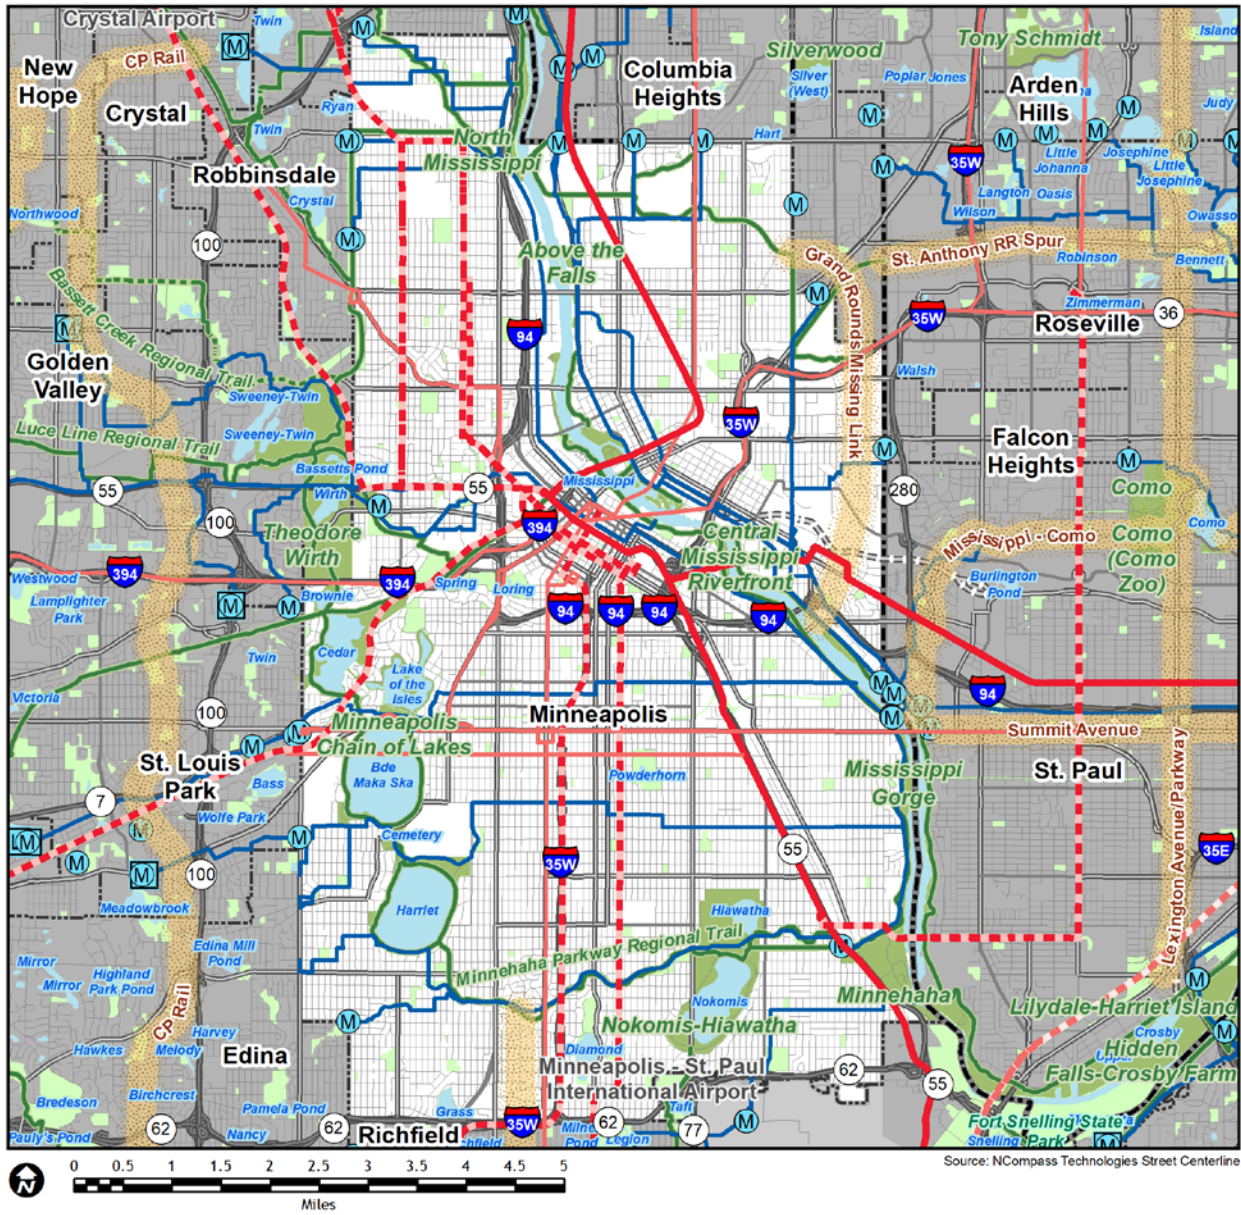 Crystal Airport
Twin
M
M
M
CP Rail
New
Hope
Crystal
Ryan
Twin
M
M
M
Columbia
Heights
Silverwood
Silver
(West)
Tony Schmidt
Poplar
Jones
Arden
Hills
Island
Judy
M
M
M
M
M
M
M
M
M
Hart
M
M
35W
Little
Johanna
Josephine
Little
Josephine
Langton
Oasis
Wilson
Owasso
North
Mississippi
Robbinsdale
Crystal
Northwood
100
M
M
Above the
Falls
Grand Rounds Missing Link
St. Anthony RR Spur
Robinson
Bennett
Bassett Creek Regional Trail
M
M
94
35W
Zimmerman
Roseville
36
Golden
Valley
Sweeney-Twin
Walsh
35W
Luce Line Regional Trail
Sweeney-Twin
Falcon
Heights
M
M
Bassetts Pond
Wirth
55
55
Mississippi
280
Como
M
100
Theodore
Wirth
394
Central
Mississippi
Riverfront
Mississippi - Como
Como
(Como
Zoo)
Como
Westwood
394
394
Spring
Loring
Burlington
Pond
Lamplighter
Park
M
M
Brownie
94
94
94
94
Cedar
Twin
Lake
of the
Isles
Victoria
M
M
M
94
100
Minneapolis
Minneapolis
Chain of Lakes
M
M
Summit Avenue
St. Louis
Park
Bass
Bde
Maka Ska
Powderhorn
Mississippi
Gorge
St. Paul
7
Wolfe Park
Cemetery
Lexington Avenue/Parkway
M
M
M
M
M
100
35W
55
35E
Meadowbrook
Harriet
Hiawatha
Edina Mill
Pond
Minnehaha Parkway Regional Trail
M
Mirror
Mirror
Highland
Park Pond
CP Rail
Nokomis
Minnehaha
M
Lilydale-Harriet Island
M
Nokomis-Hiawatha
Harvey
Melody
Hawkes
Edina
Diamond
Crosby
M
Upper
Hidden
Falls-Crosby Farm
Minneapolis - St. Paul
International Airport
62
55
Bredeson
Birchcrest
Pamela Pond
Grass
Taft
M
Fort Snelling State
Park
Snelling
M
Pauly's Pond
62
Nancy
62
Richfield
35W
62
Legion
77
0 0.5 1 1.5 2 2.5 3 3.5 4 4.5 5
Miles
N
Source: NCompass Technologies Street Centerline